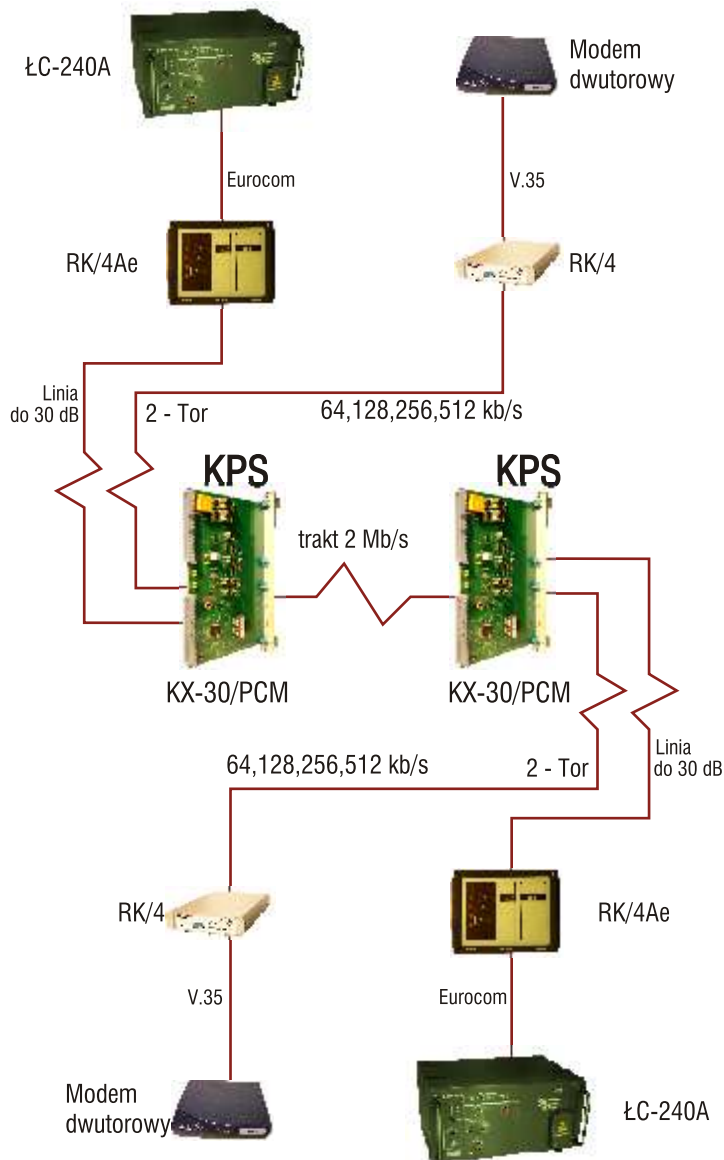 ŁC-240A
Modem
dwutorowy
Eurocom
V.35
RK/4Ae
RK/4
Linia
do 30 dB
2 - Tor
64,128,256,512 kb/s
KPS
KPS
trakt 2 Mb/s
KX-30/PCM
KX-30/PCM
64,128,256,512 kb/s
2 - Tor
Linia
do 30 dB
RK/4
RK/4Ae
V.35
Eurocom
Modem
dwutorowy
ŁC-240A